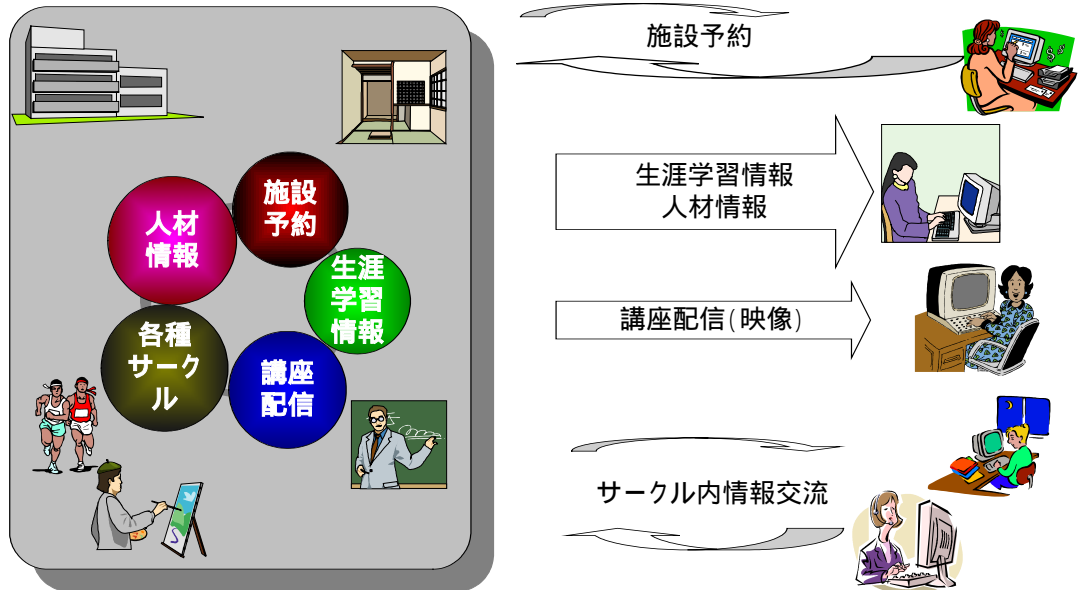 施設予約
施設
予約
人材
情報
生涯
学習
情報
各種
サーク
ル
講座
配信
生涯学習情報
人材情報
講座配信(映像)
サークル内情報交流